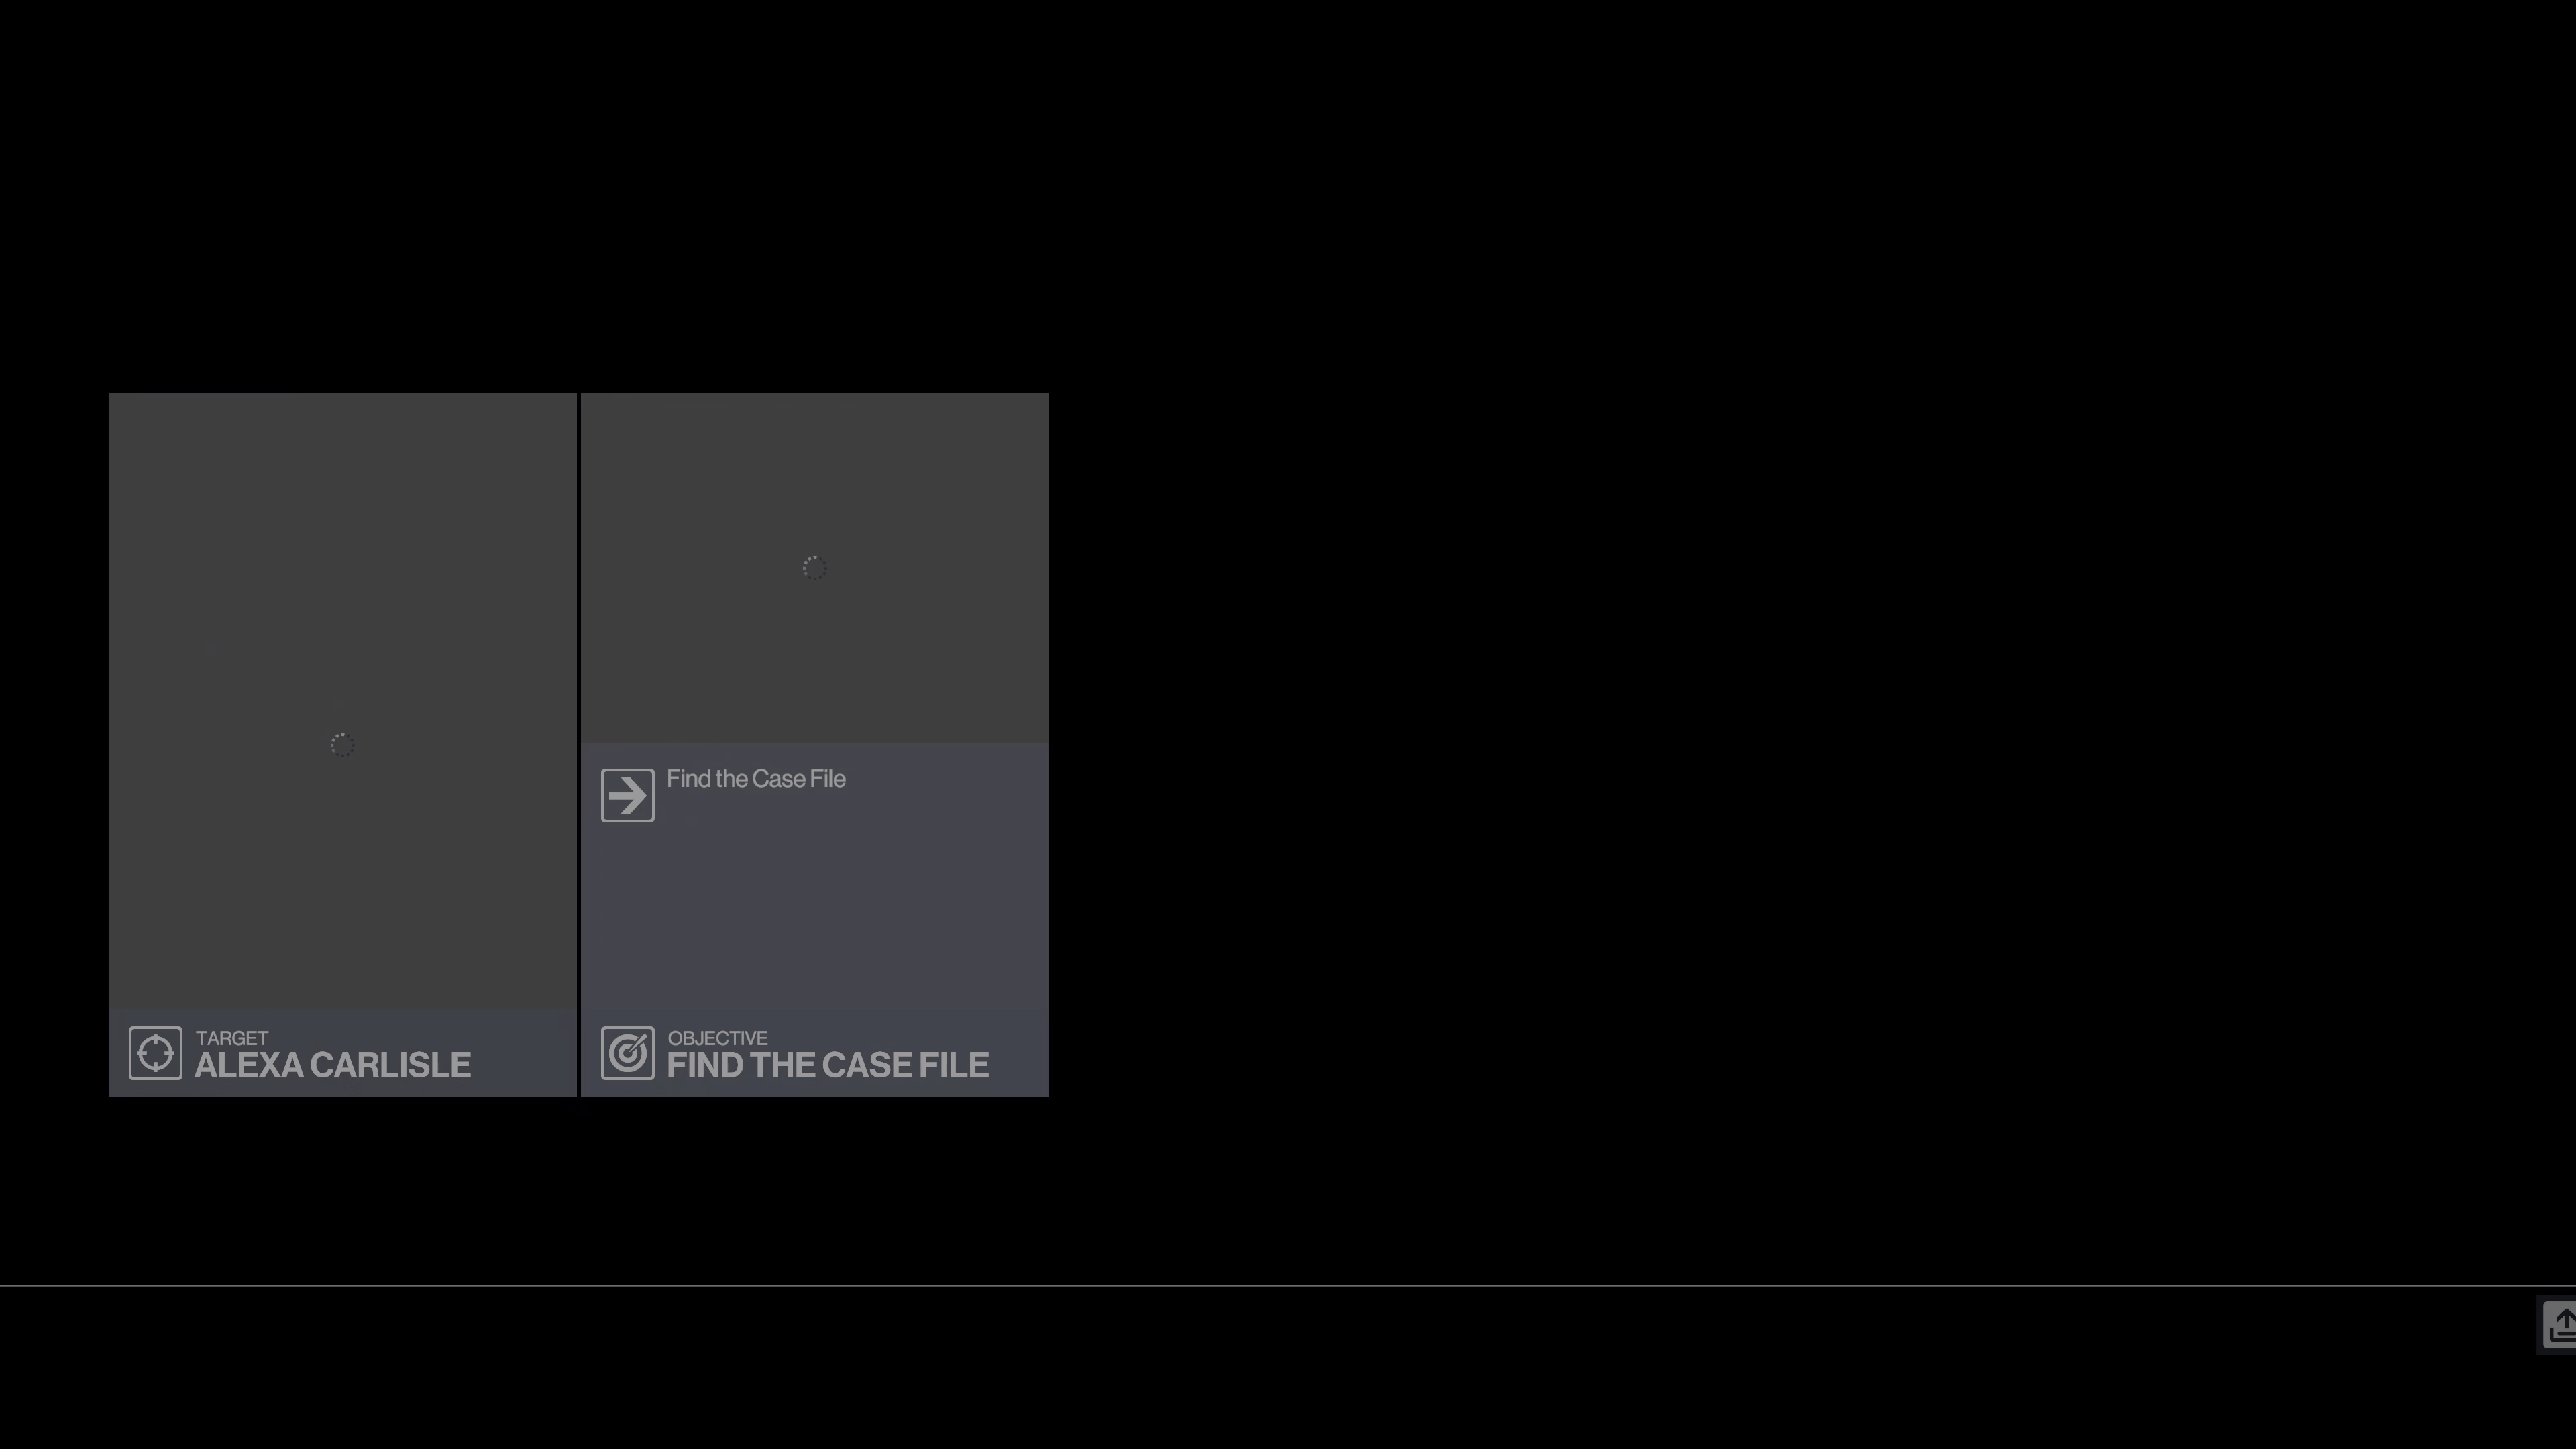 Find the Case File
TARGET
ALEXA CARLISLE
OBJECTIVE
FIND THE CASE FILE